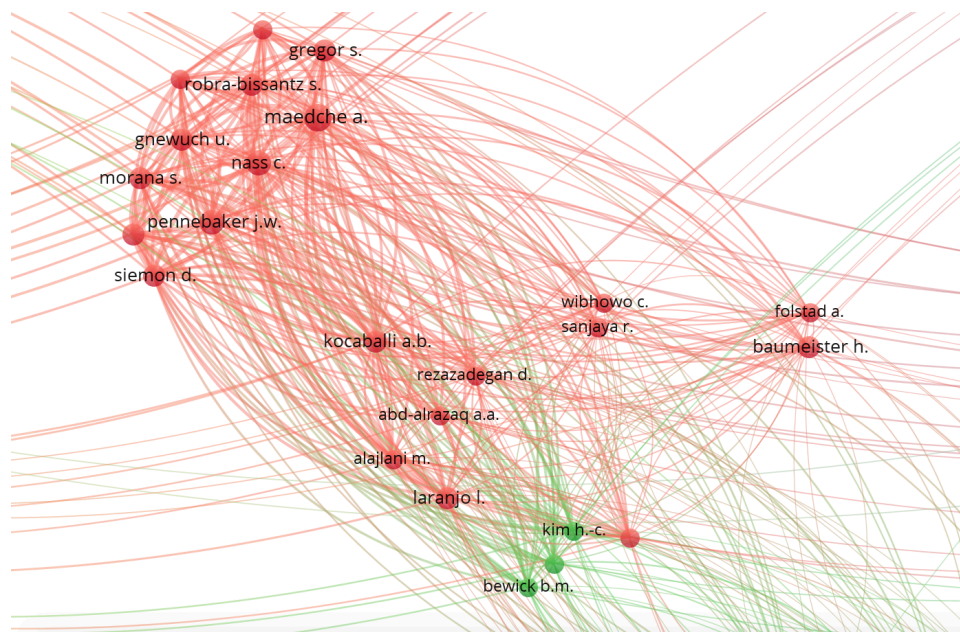 gregor s.
robra-bissantz s.
maedche a.
gnewuch u.
nass c.
morana s.
pennebaker j.w.
siemon d.
wibhowo c.
folstad a.
sanjaya r.
kocaballi a.b.
baumeister h.
rezazadegan d.
abd-alrazaq a.a.
alajlani m.
laranjo l.
kim h.-c.
bewick b.m.